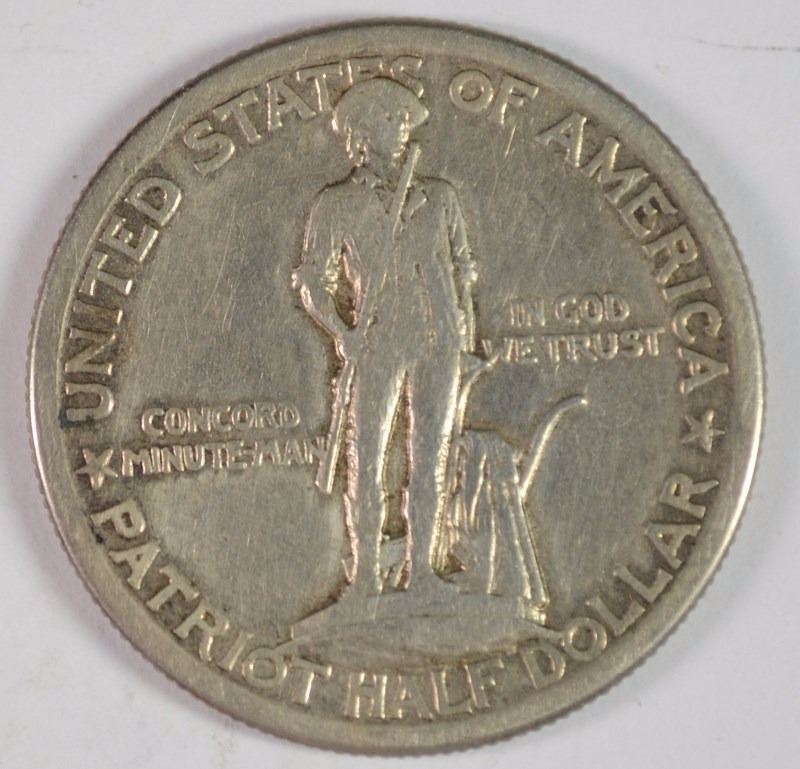 UNITED STATES OF AMERICA
IN GOD
WE TRUST
CONCORD
MINUTE-MAN
PATRIOT HALF DOLLAR